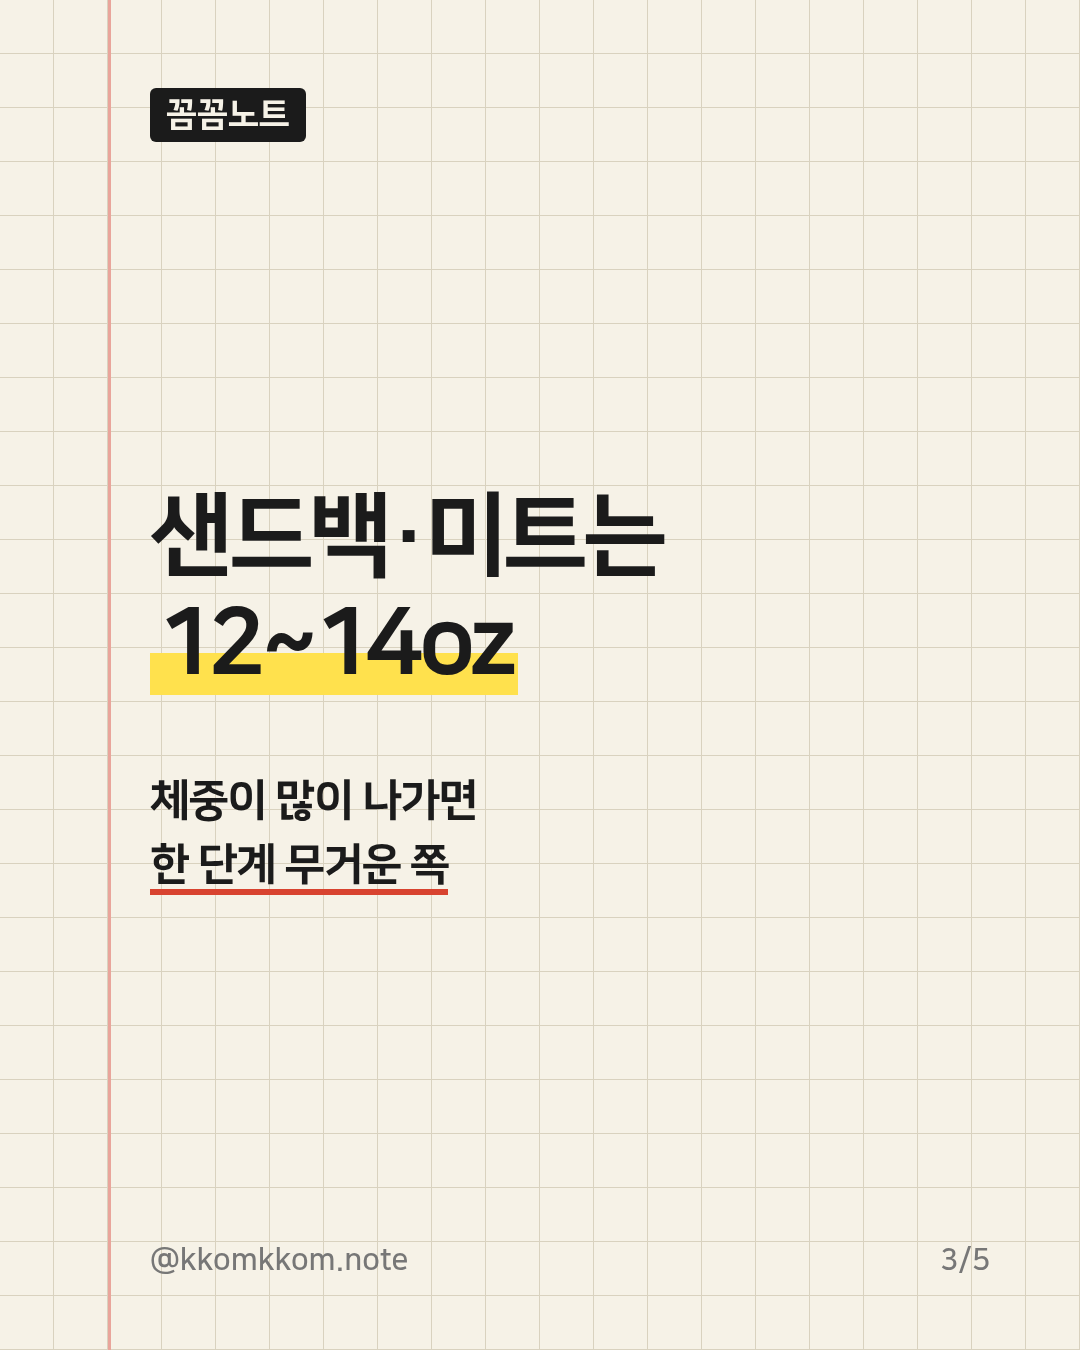 꼼꼼노트
샌드백·미트는
12~14oz
체중이 많이 나가면
한 단계 무거운 쪽
@kkomkkom.note
3/5